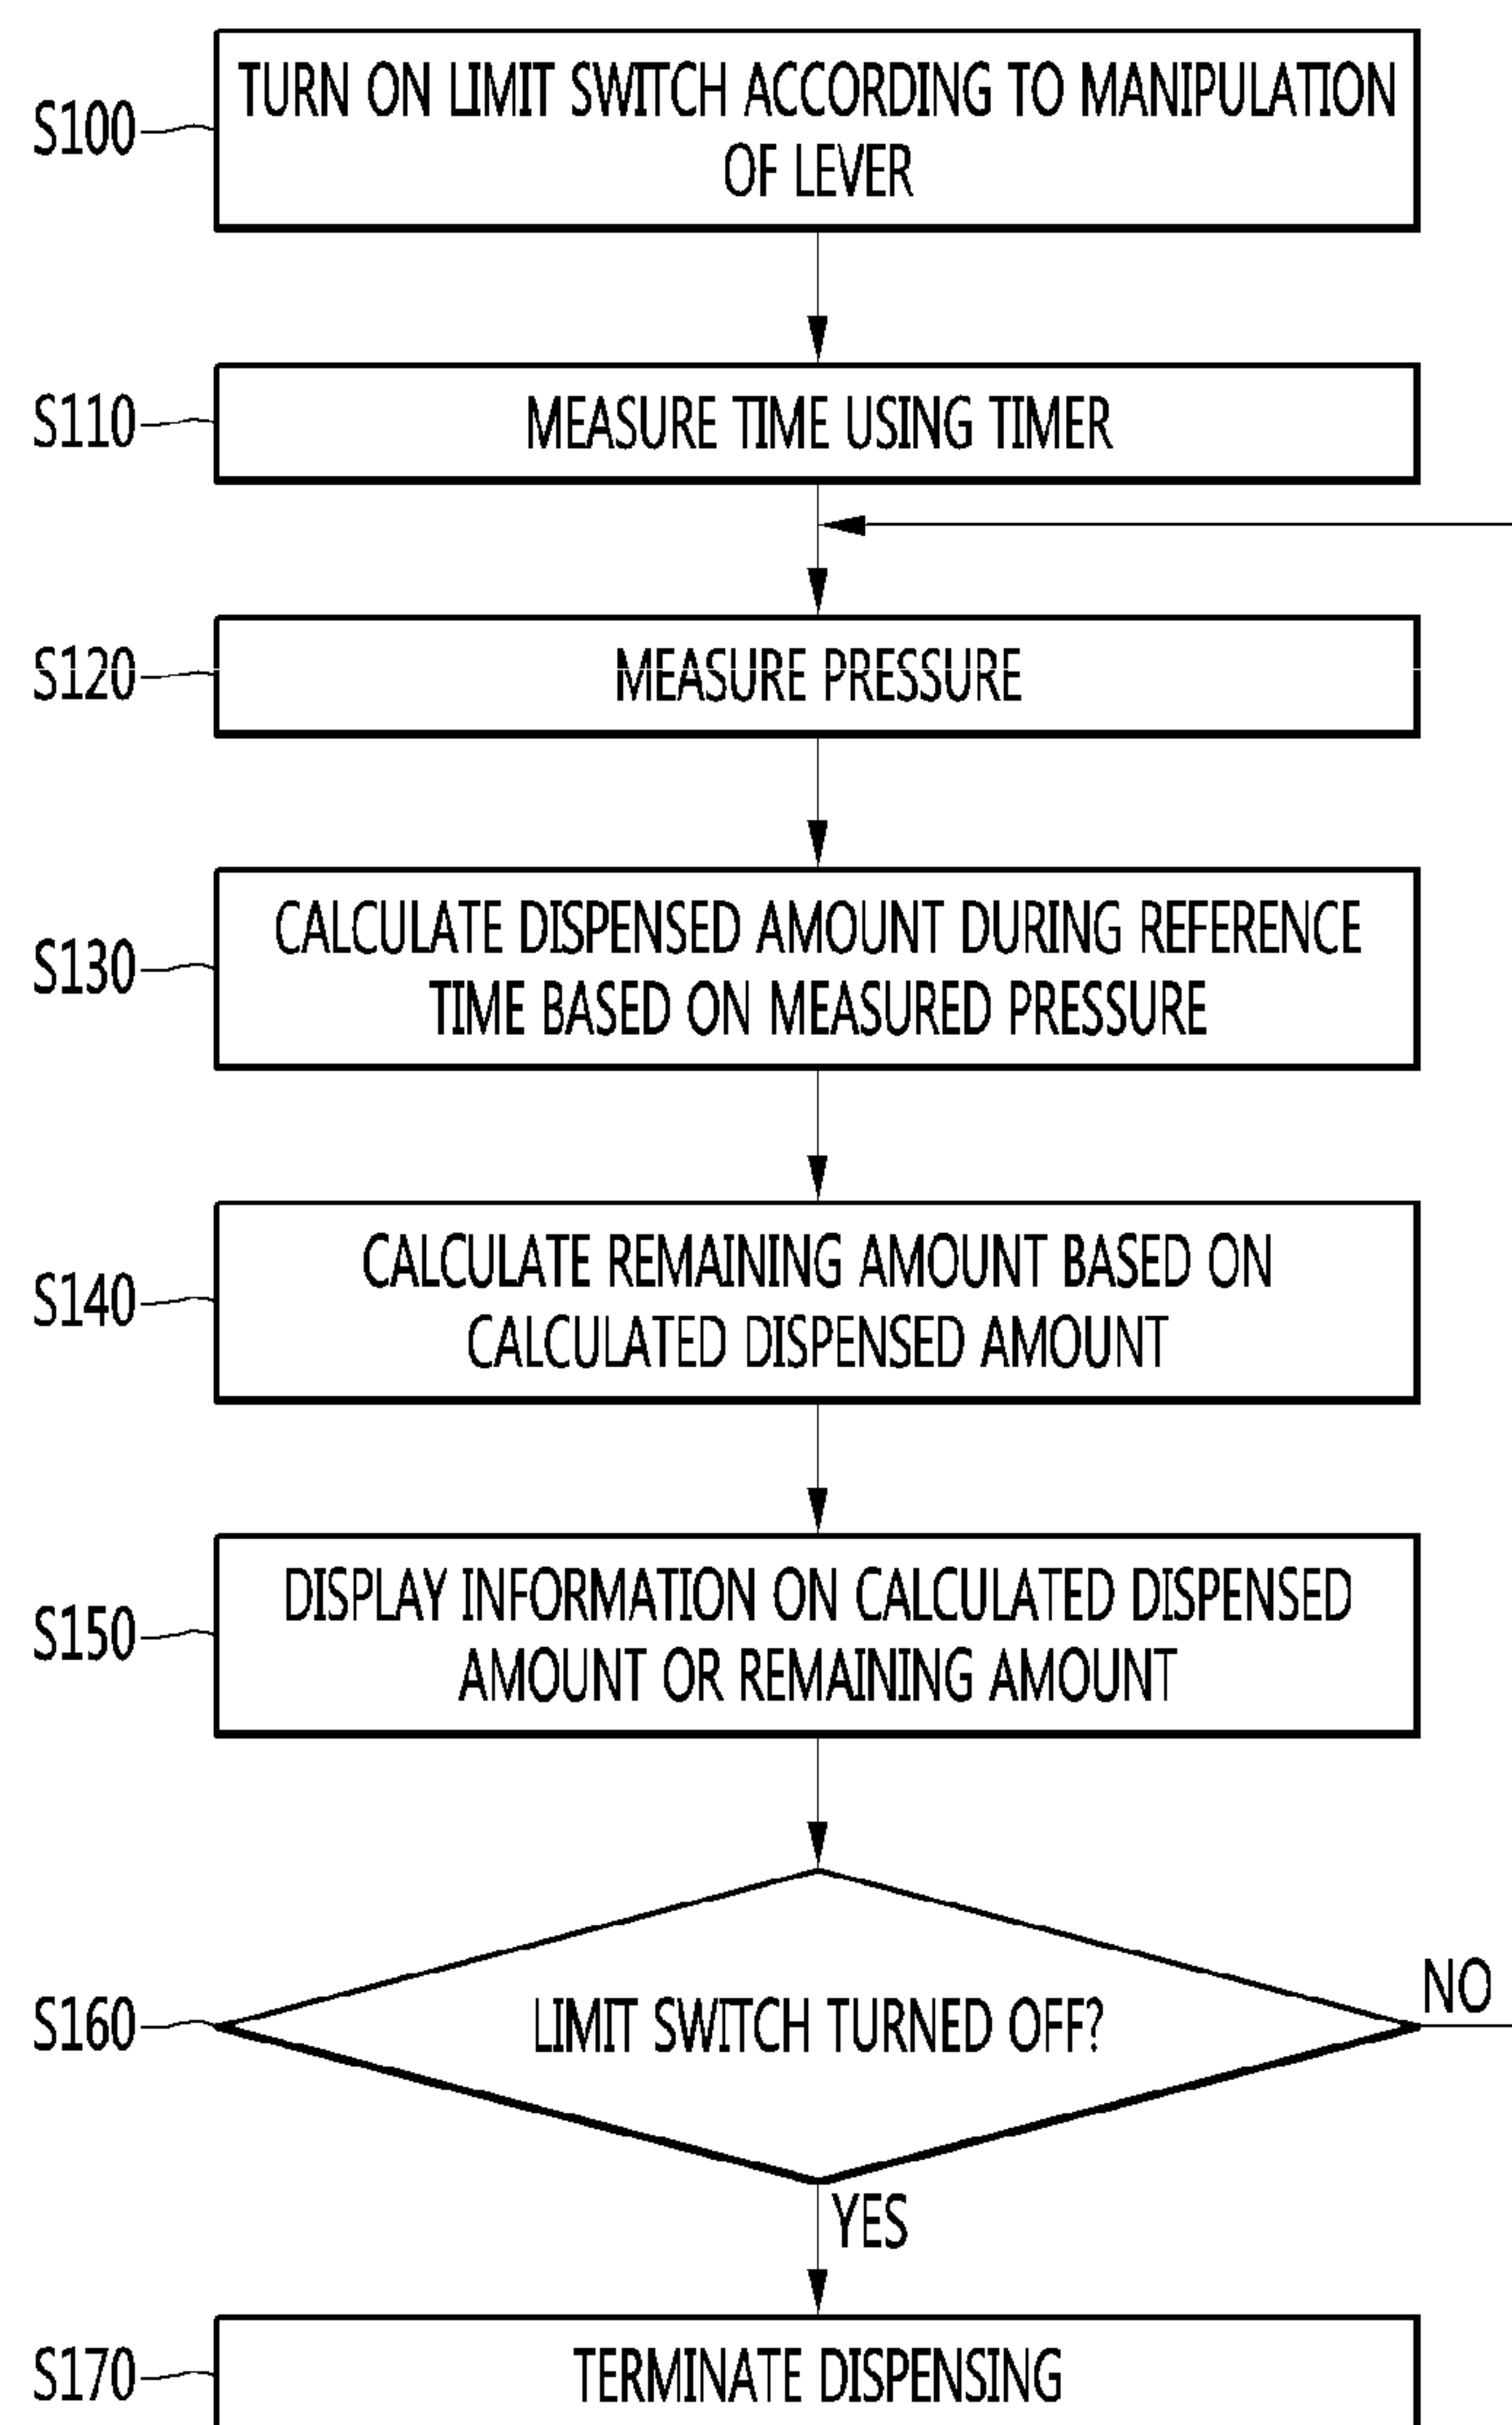 S100
TURN ON LIMIT SWITCH ACCORDING TO MANIPULATION
OF LEVER
S110
MEASURE TIME USING TIMER
S120
MEASURE PRESSURE
S130
CALCULATE DISPENSED AMOUNT DURING REFERENCE
TIME BASED ON MEASURED PRESSURE
S140
CALCULATE REMAINING AMOUNT BASED ON
CALCULATED DISPENSED AMOUNT
S150
DISPLAY INFORMATION ON CALCULATED DISPENSED
AMOUNT OR REMAINING AMOUNT
S160
LIMIT SWITCH TURNED OFF?
NO
YES
S170
TERMINATE DISPENSING